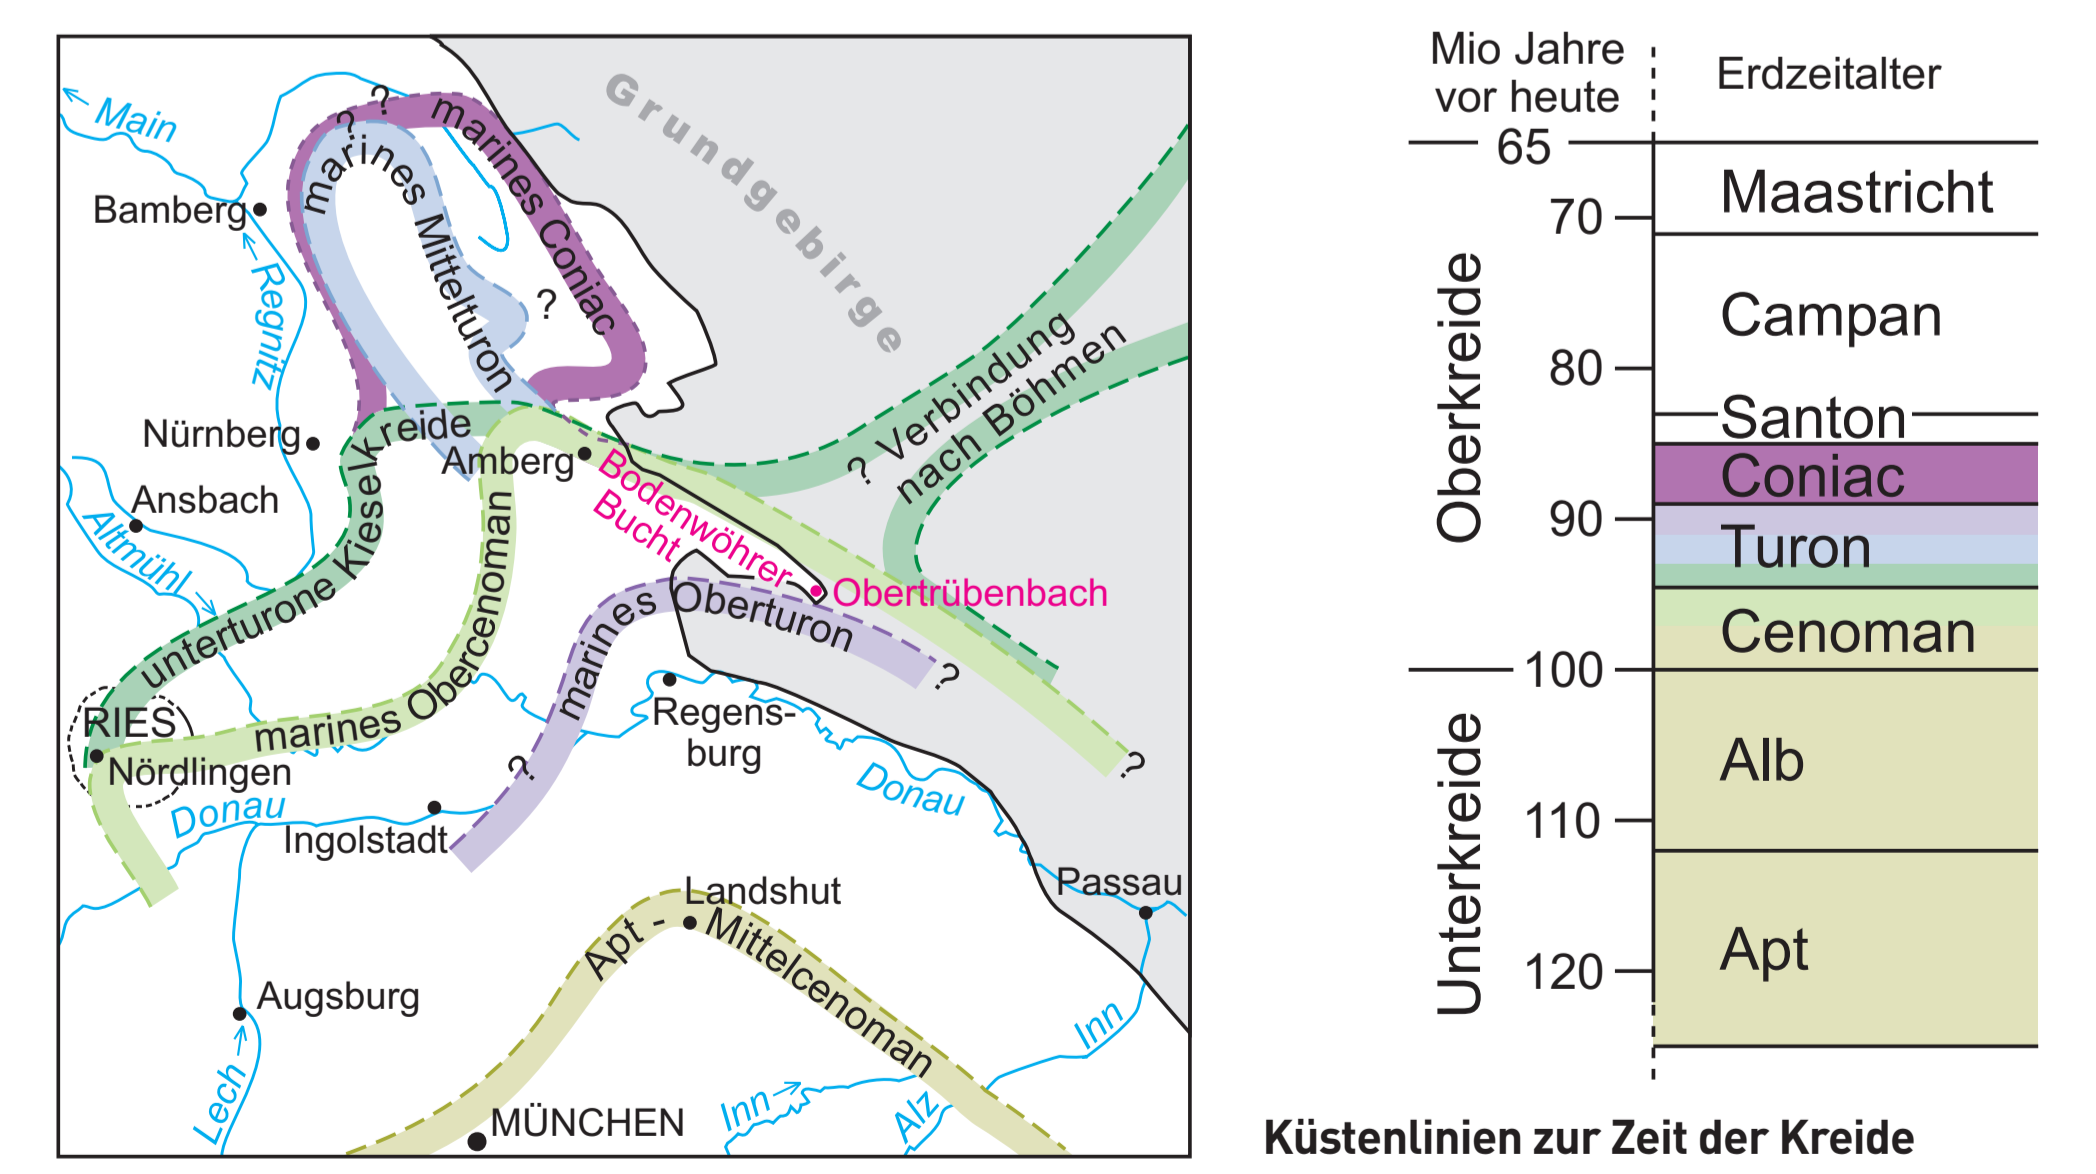 Main
Bamberg
Regnitz
Nürnberg
Ansbach
Altmühl
RIES
Nördlingen
Donau
Ingolstadt
Augsburg
Lech
MÜNCHEN
? marines Coniac
? marines Mittelturon ?
Grundgebirge
? Verbindung
nach Böhmen
unterturone Kieselkreide
Amberg
Bodenwöhrer
Bucht
Obertrübenbach
marines Obercenoman ?
? marines Oberturon ?
Regens-
burg
Donau
Passau
Landshut
Apt - Mittelcenoman
Inn
Inn
Alz
Mio Jahre
vor heute
Erdzeitalter
65
70
80
90
100
110
120
Oberkreide
Unterkreide
Maastricht
Campan
Santon
Coniac
Turon
Cenoman
Alb
Apt
Küstenlinien zur Zeit der Kreide